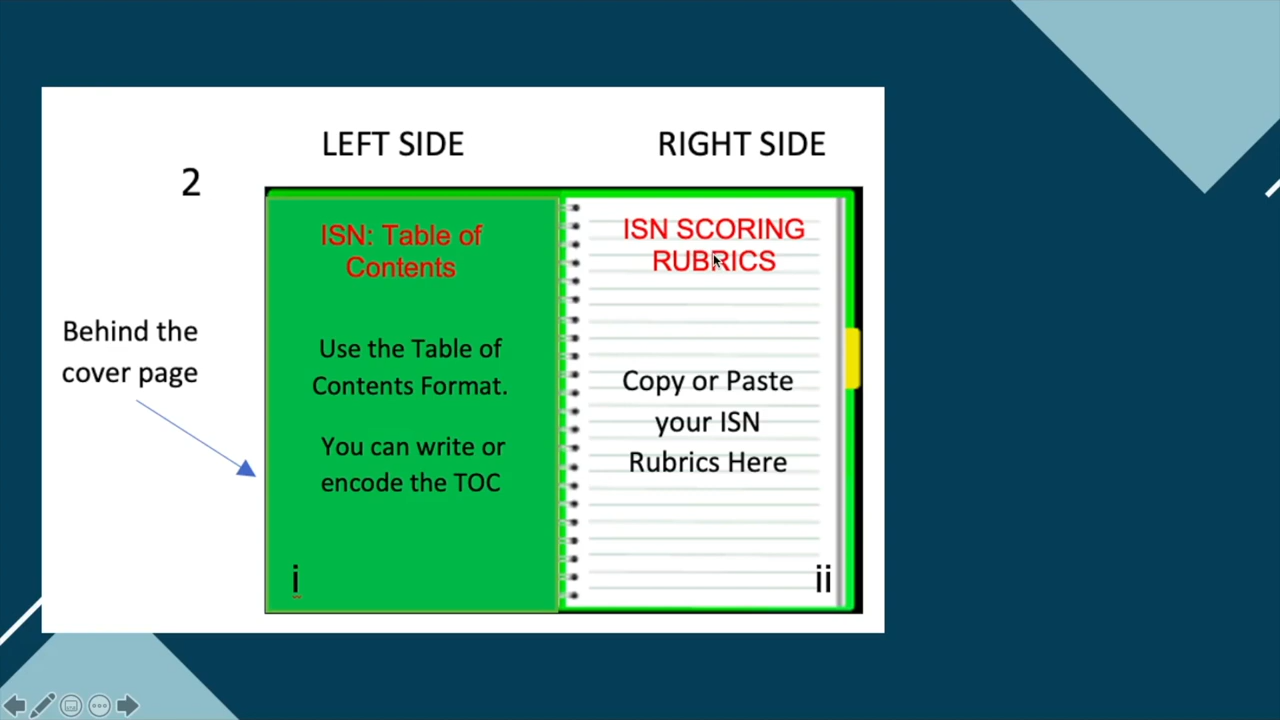 LEFT SIDE
RIGHT SIDE
2
ISN: Table of
Contents
Use the Table of
Contents Format.
You can write or
encode the TOC
i
ISN SCORING
RUBRICS
Copy or Paste
your ISN
Rubrics Here
ii
Behind the
cover page